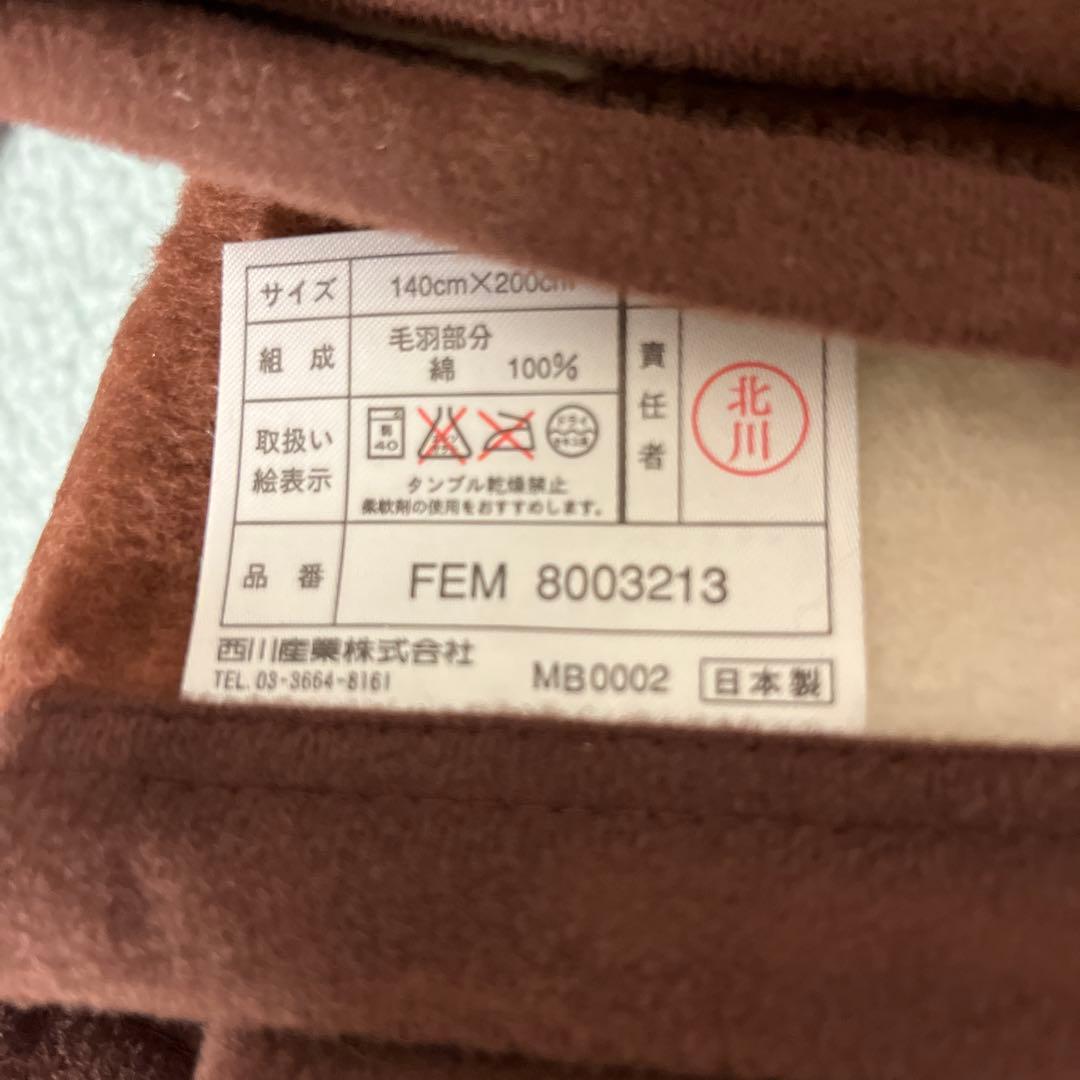 サイズ 140cm×200cm
組成 毛羽部分
綿 100%
取扱い
絵表示
40
ドライ
タンブル乾燥禁止
柔軟剤の使用をおすすめします。
責任者
北川
品番 FEM 8003213
西川産業株式会社
TEL. 03-3664-8161
MB0002 日本製